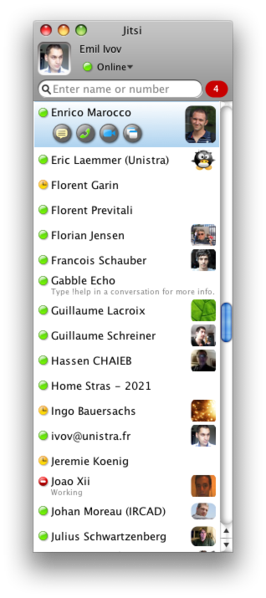 Jitsi
Emil Ivov
Online
Enter name or number
4
Enrico Marocco
Eric Laemmer (Unistra)
Florent Garin
Florent Previtali
Florian Jensen
Francois Schauber
Gabble Echo
Type !help in a conversation for more info.
Guillaume Lacroix
Guillaume Schreiner
Hassen CHAIEB
Home Stras - 2021
Ingo Bauersachs
ivov@unistra.fr
Jeremie Koenig
Joao Xii
Working
Johan Moreau (IRCAD)
Julius Schwartzenberg